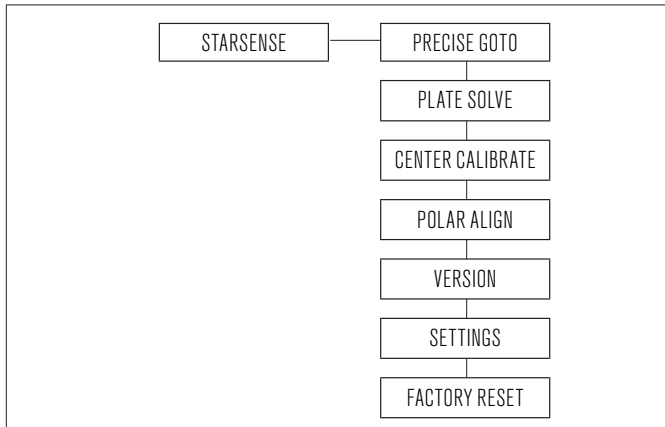 STARSENSE
PRECISE GOTO
PLATE SOLVE
CENTER CALIBRATE
POLAR ALIGN
VERSION
SETTINGS
FACTORY RESET